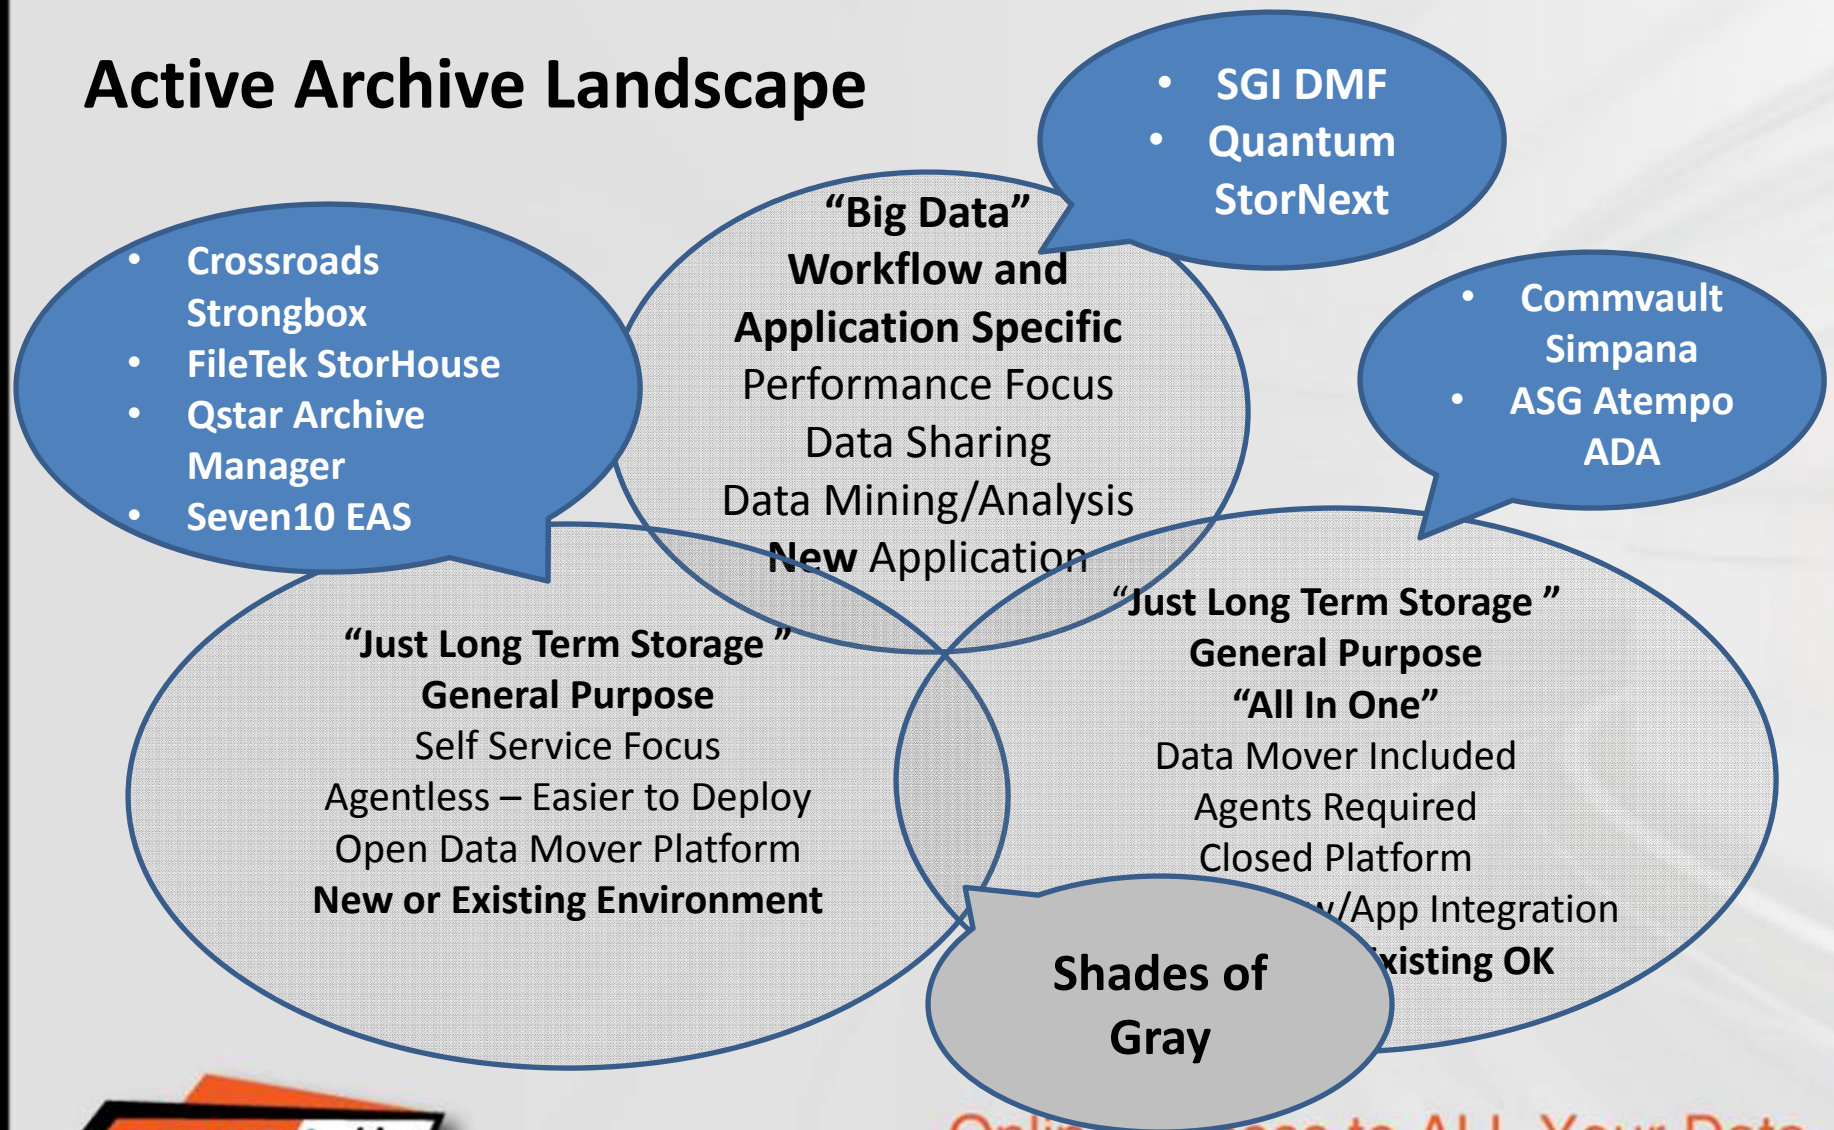 Active Archive Landscape
• SGI DMF
• Quantum
StorNext
• Crossroads
Strongbox
• FileTek StorHouse
• Qstar Archive
Manager
• Seven10 EAS
“Big Data”
Workflow and
Application Specific
Performance Focus
Data Sharing
Data Mining/Analysis
New Application
• Commvault
Simpana
• ASG Atempo
ADA
“Just Long Term Storage ”
General Purpose
Self Service Focus
Agentless – Easier to Deploy
Open Data Mover Platform
New or Existing Environment
“Just Long Term Storage ”
General Purpose
“All In One”
Data Mover Included
Agents Required
Closed Platform
/App Integration
xisting OK
Shades of
Gray
to ALL Your Data